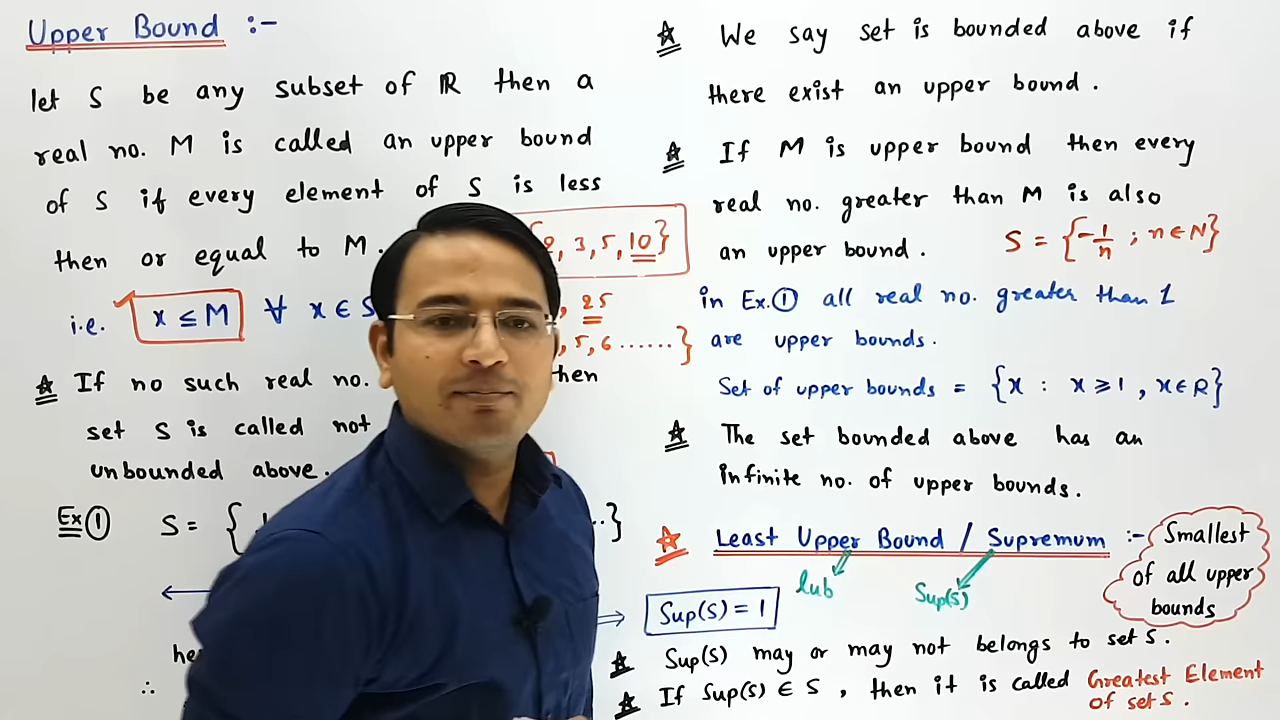 Upper Bound :-
let S be any subset of ℝ then a
real no. M is called an upper bound
of S if every element of S is less
then or equal to M.
2, 3, 5, 10}
i.e. x ≤ M ∀ x ∈ S
, 25
, 5, 6 ......}
☆ If no such real no. then
set S is called not
unbounded above.
Ex ① S = { ..}
∴
☆ We say set is bounded above if
there exist an upper bound.
☆ If M is upper bound then every
real no. greater than M is also
an upper bound.
S = {-1/n ; n ∈ N}
in Ex.① all real no. greater than 1
are upper bounds.
Set of upper bounds = {x : x ≥ 1, x ∈ R}
☆ The set bounded above has an
infinite no. of upper bounds.
☆ Least Upper Bound / Supremum :-
Smallest
of all upper
bounds
lub Sup(S)
⇒ Sup(S) = 1
☆ Sup(S) may or may not belongs to set S.
☆ If Sup(S) ∈ S, then it is called Greatest Element
of set S.